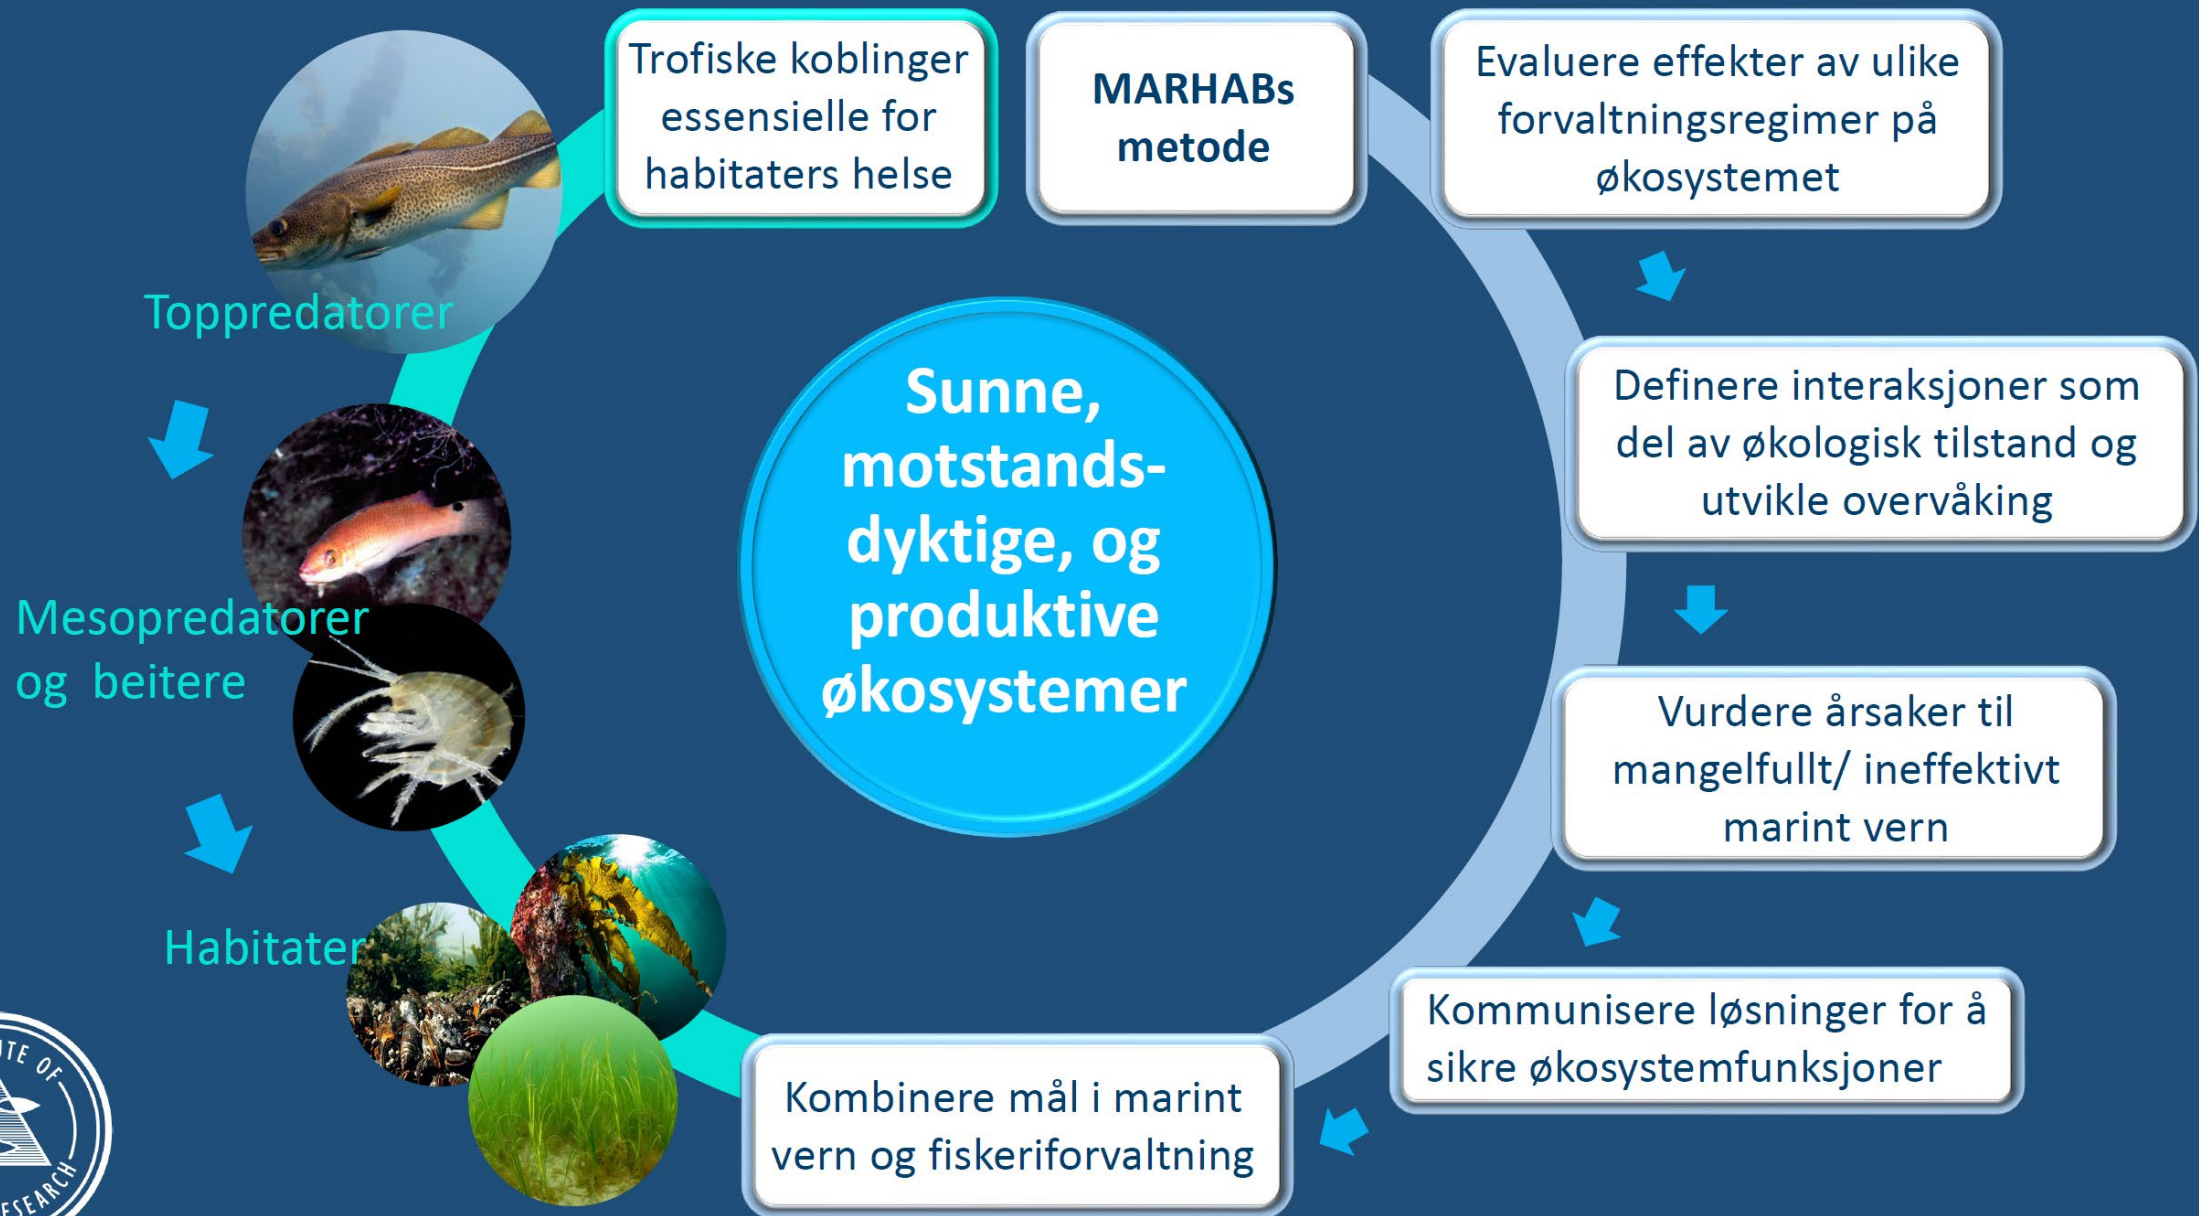 Trofiske koblinger
essensielle for
habitaters helse
MARHABs
metode
Evaluere effekter av ulike
forvaltningsregimer på
økosystemet
Toppredatorer
Definere interaksjoner som
del av økologisk tilstand og
utvikle overvåking
Sunne,
motstands-
dyktige, og
produktive
økosystemer
Mesopredatorer
og beitere
Vurdere årsaker til
mangelfullt/ ineffektivt
marint vern
Habitater
Kommunisere løsninger for å
sikre økosystemfunksjoner
Kombinere mål i marint
vern og fiskeriforvaltning
OF